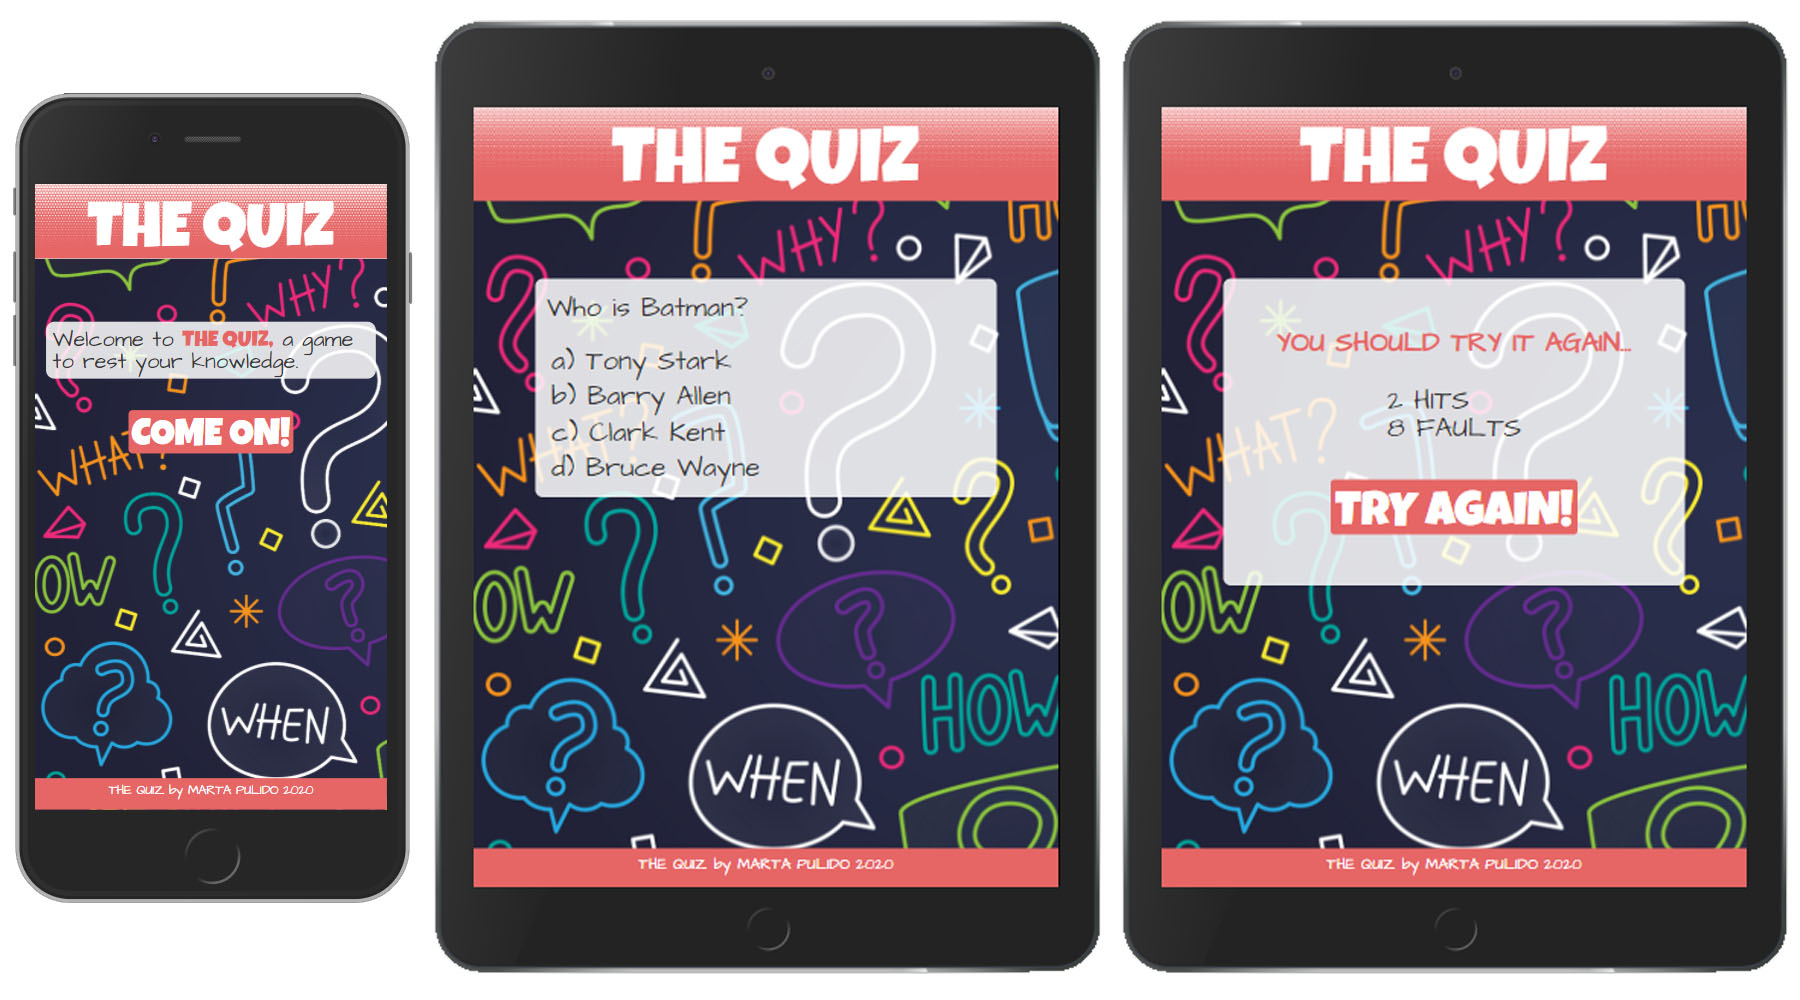 THE QUIZ
WHY?
Welcome to THE QUIZ, a game
to rest your knowledge.
COME ON!
WHAT?
OW
WHEN
THE QUIZ by MARTA PULIDO 2020
THE QUIZ
WHY?
Who is Batman?
a) Tony Stark
b) Barry Allen
c) Clark Kent
d) Bruce Wayne
WHAT?
OW
HOW
WHEN
THE QUIZ by MARTA PULIDO 2020
THE QUIZ
WHY?
YOU SHOULD TRY IT AGAIN...
2 HITS
8 FAULTS
WHAT?
TRY AGAIN!
OW
HOW
WHEN
THE QUIZ by MARTA PULIDO 2020